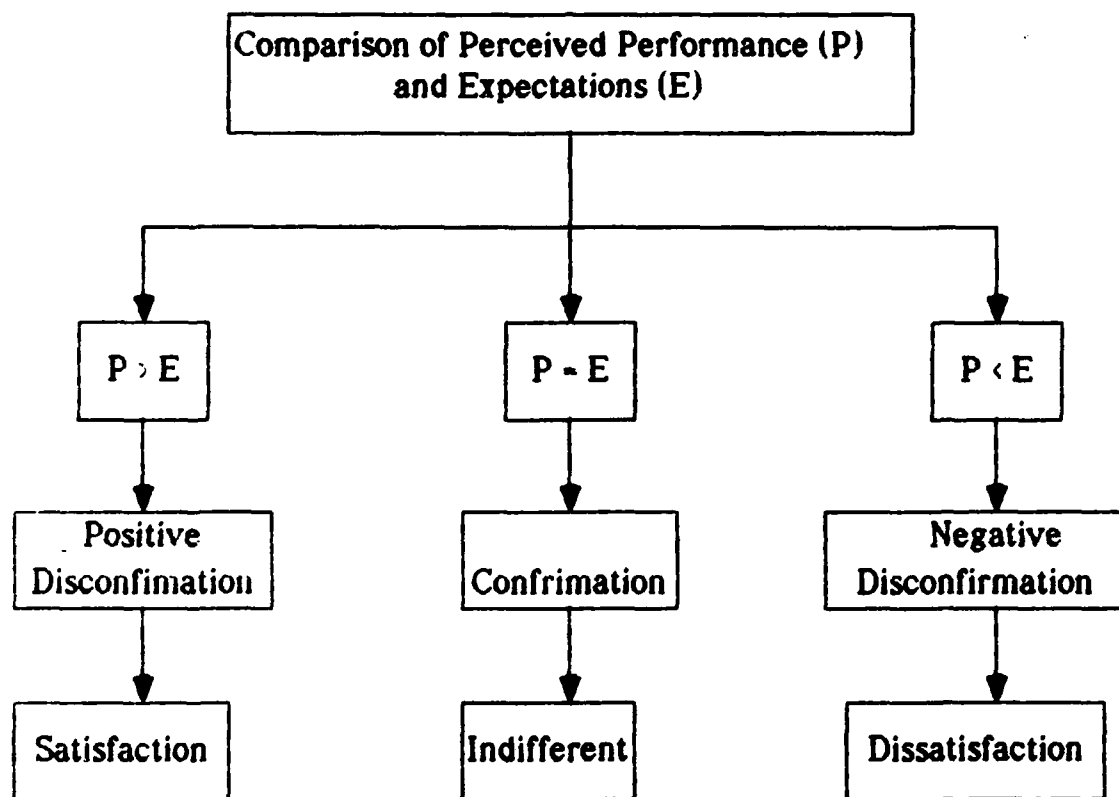 Comparison of Perceived Performance (P)
and Expectations (E)
P > E
P = E
P < E
Positive
Disconfimation
Confrimation
Negative
Disconfirmation
Satisfaction
Indifferent
Dissatisfaction